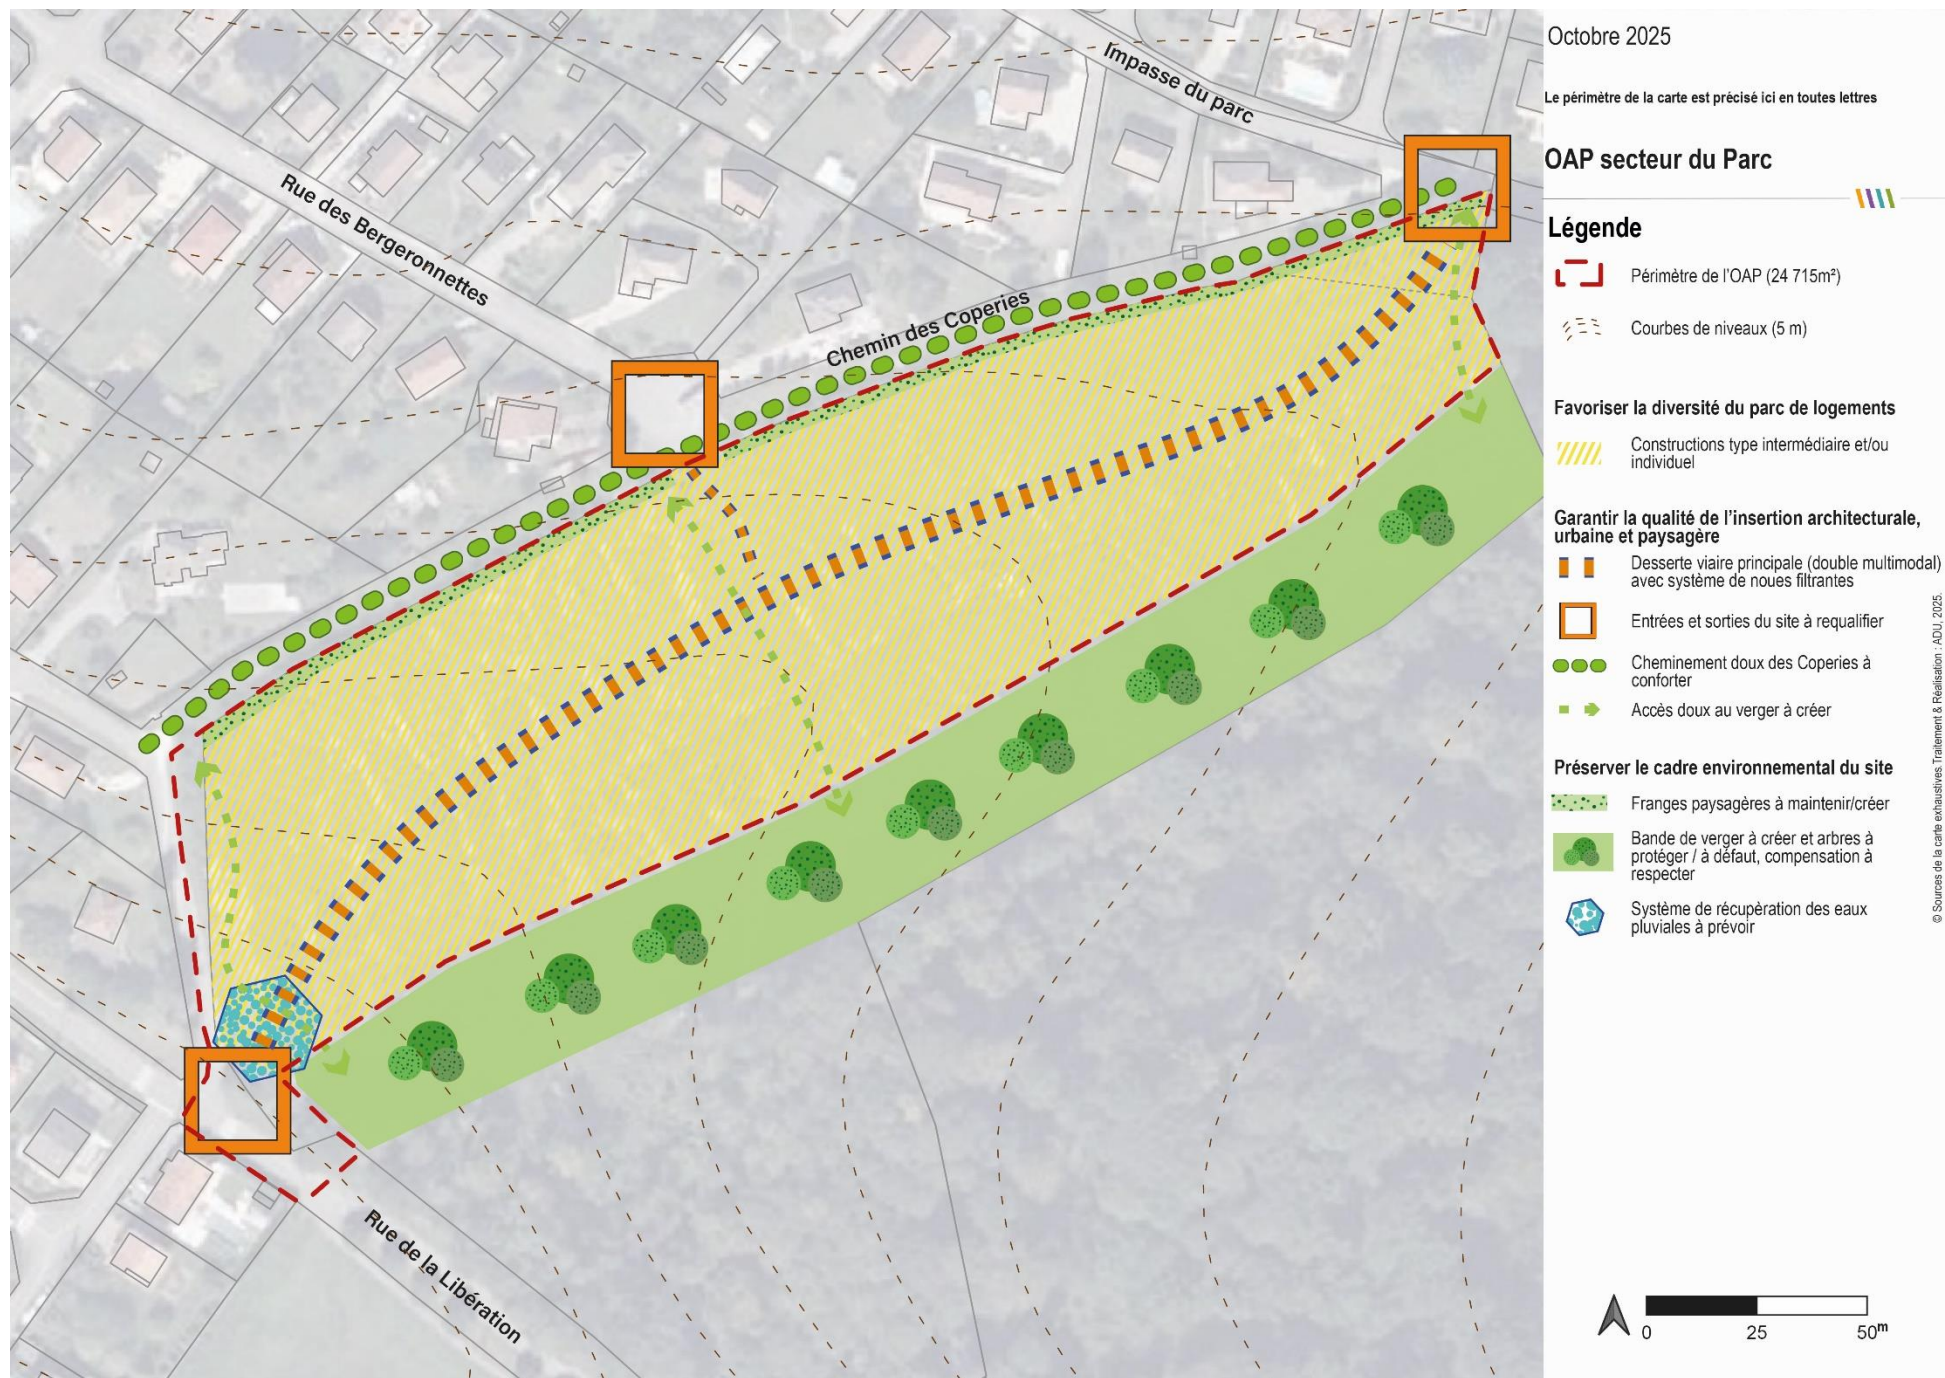 Octobre 2025
Le périmètre de la carte est précisé ici en toutes lettres
OAP secteur du Parc
Légende
Périmètre de l'OAP (24 715m²)
Courbes de niveaux (5 m)
Favoriser la diversité du parc de logements
Constructions type intermédiaire et/ou
individuel
Garantir la qualité de l'insertion architecturale,
urbaine et paysagère
Desserte viaire principale (double multimodal)
avec système de noues filtrantes
Entrées et sorties du site à requalifier
Cheminement doux des Coperies à
conforter
Accès doux au verger à créer
Préserver le cadre environnemental du site
Franges paysagères à maintenir/créer
Bande de verger à créer et arbres à
protéger / à défaut, compensation à
respecter
Système de récupèration des eaux
pluviales à prévoir
0 25 50m
© Sources de la carte exhaustives.Traitement & Réalisation : ADU, 2025.
Impasse du parc
Rue des Bergeronnettes
Chemin des Coperies
Rue de la Libération